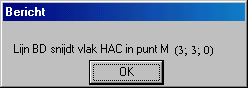 Bericht
Lijn BD snijdt vlak HAC in punt M (3; 3; 0)
OK